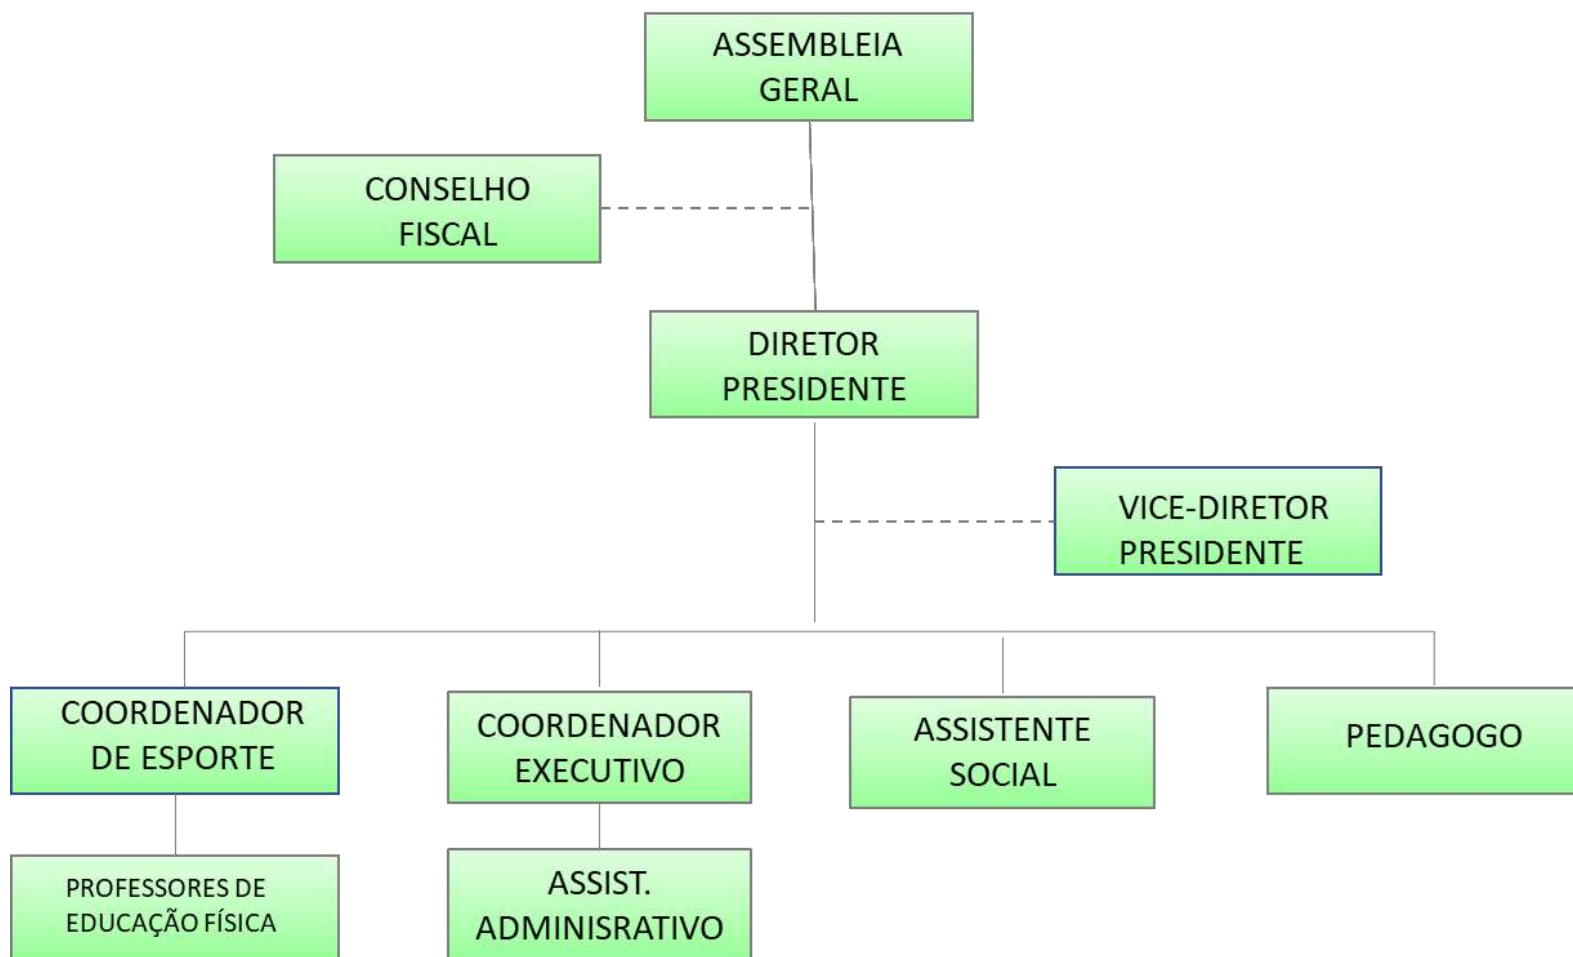 ASSEMBLEIA
GERAL
CONSELHO
FISCAL
DIRETOR
PRESIDENTE
VICE-DIRETOR
PRESIDENTE
COORDENADOR
DE ESPORTE
COORDENADOR
EXECUTIVO
ASSISTENTE
SOCIAL
PEDAGOGO
PROFESSORES DE
EDUCAÇÃO FÍSICA
ASSIST.
ADMINISRATIVO